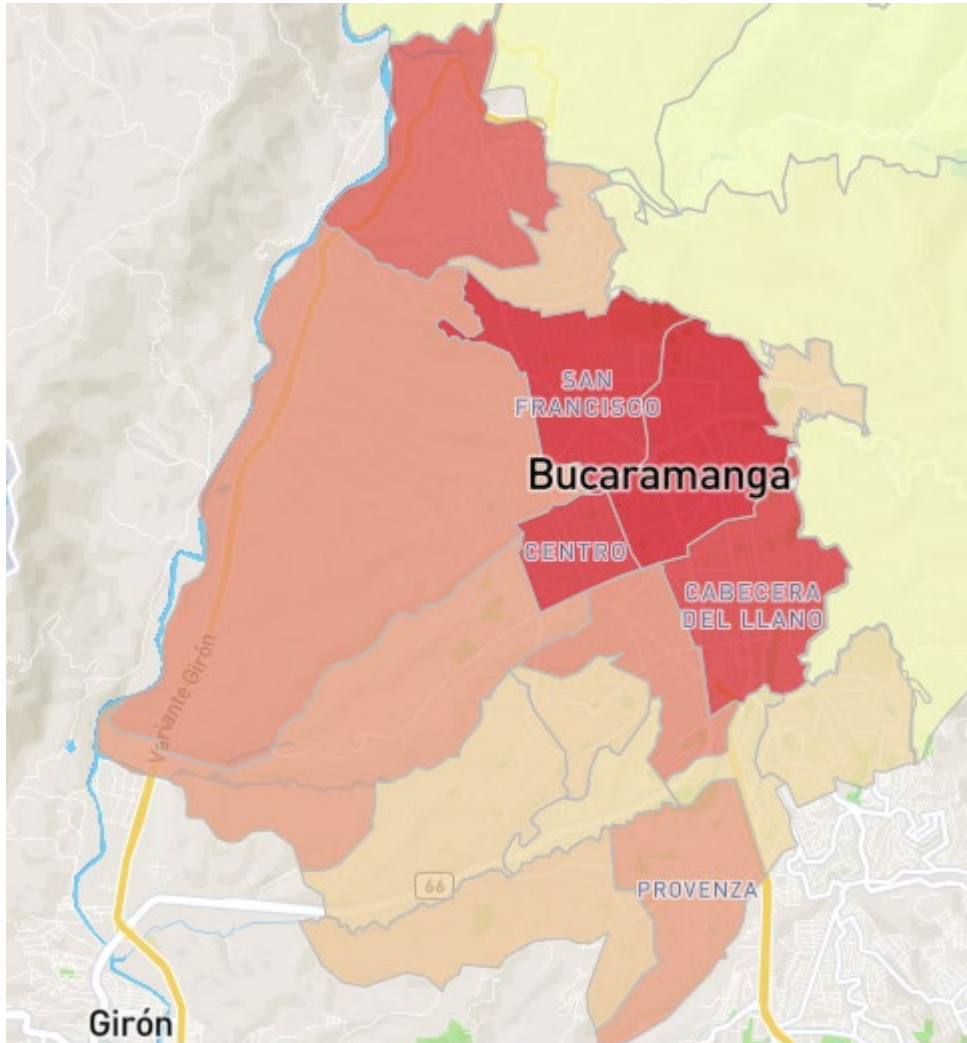 SAN
FRANCISCO
Bucaramanga
CENTRO
CABECERA
DEL LLANO
Variante Girón
66
PROVENZA
Girón